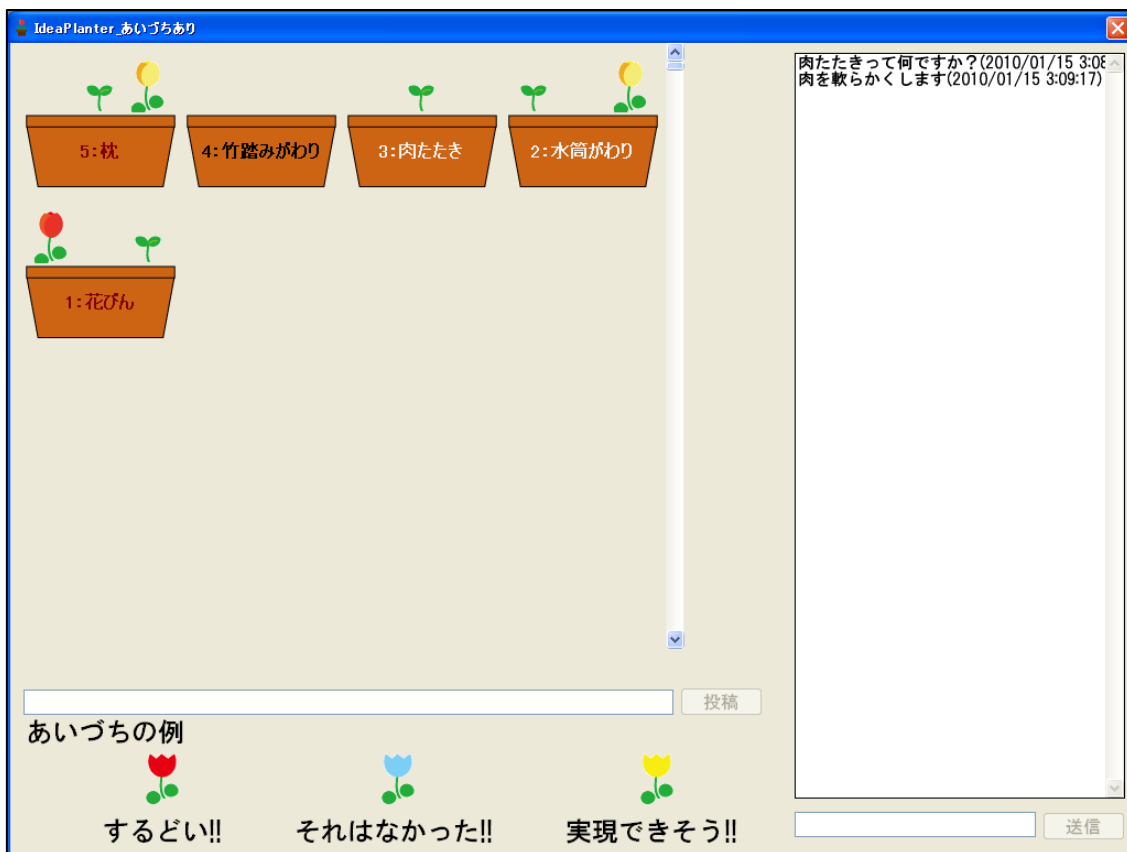 IdeaPlanter_あいづちあり
5:枕
4:竹踏みがわり
3:肉たたき
2:水筒がわり
1:花びん
肉たたきって何ですか?(2010/01/15 3:08
肉を軟らかくします(2010/01/15 3:09:17)
投稿
あいづちの例
するどい!!
それはなかった!!
実現できそう!!
送信